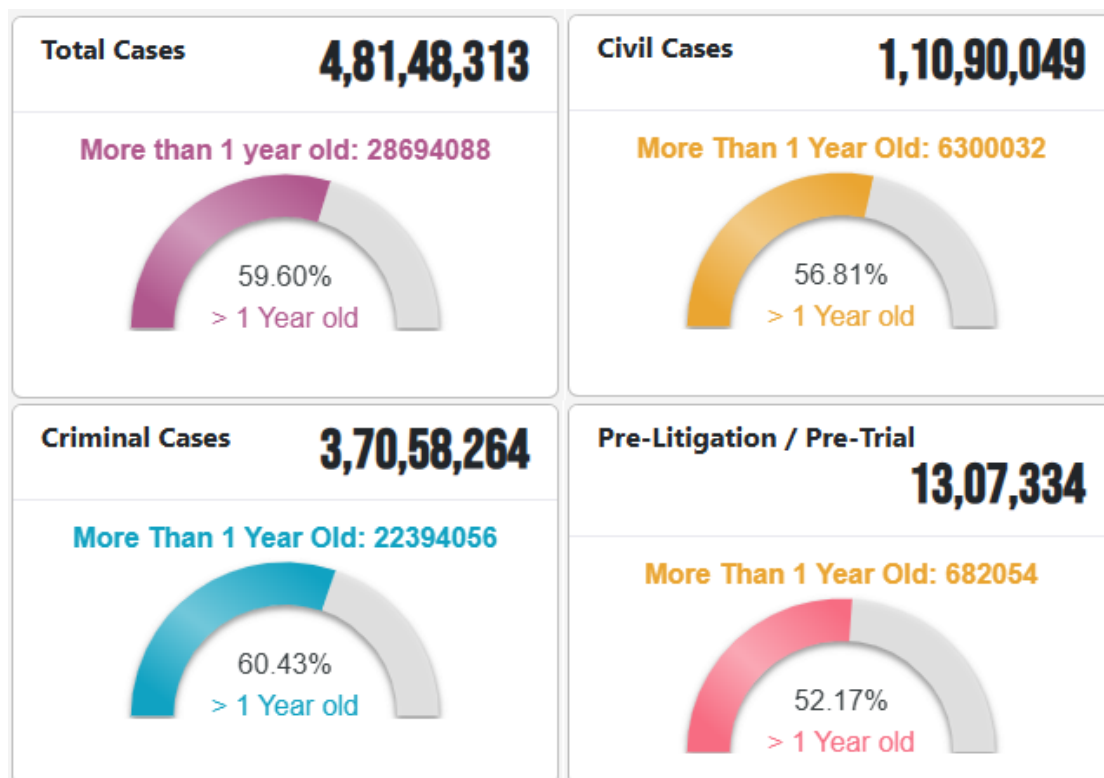 Total Cases 4,81,48,313
More than 1 year old: 28694088
59.60%
> 1 Year old
Civil Cases 1,10,90,049
More Than 1 Year Old: 6300032
56.81%
> 1 Year old
Criminal Cases 3,70,58,264
More Than 1 Year Old: 22394056
60.43%
> 1 Year old
Pre-Litigation / Pre-Trial
13,07,334
More Than 1 Year Old: 682054
52.17%
> 1 Year old